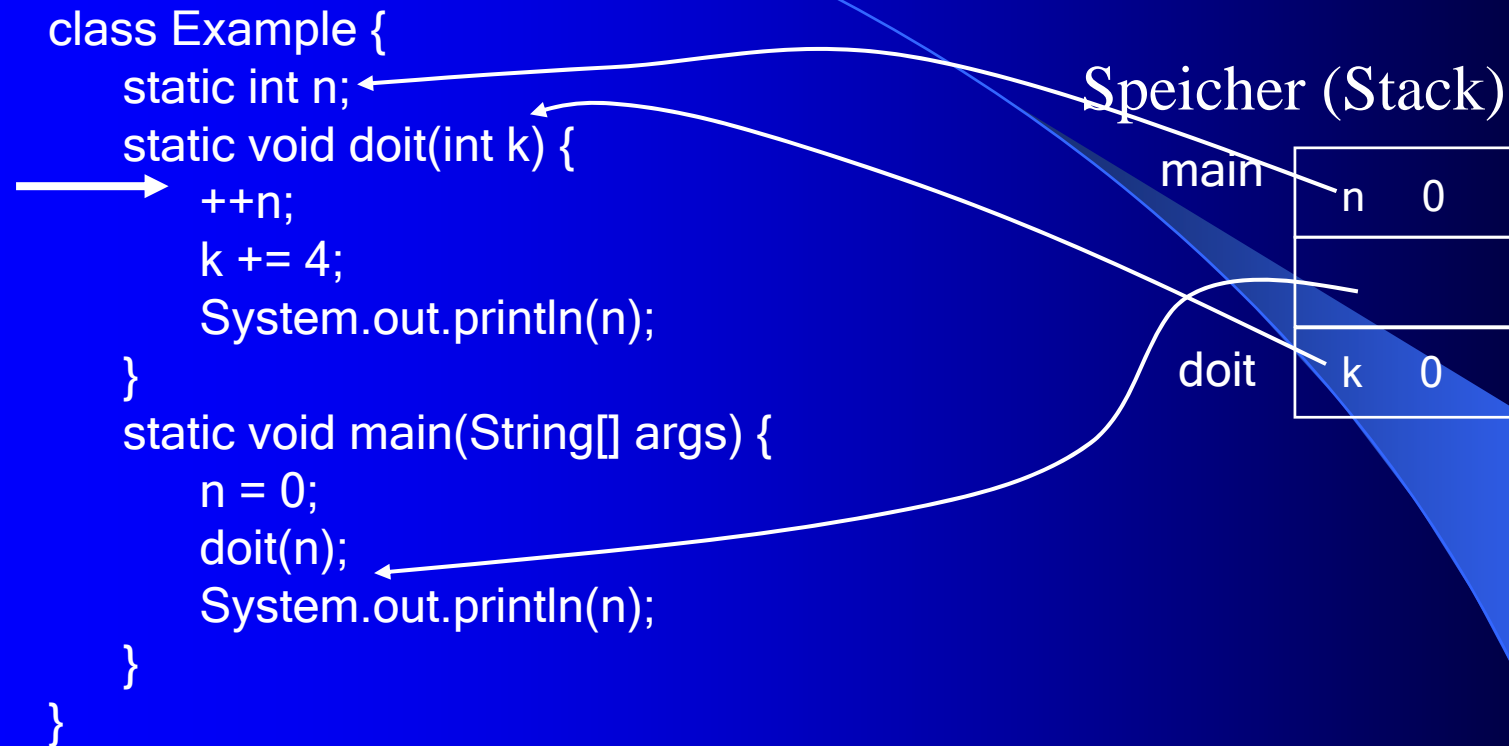 class Example {
static int n;
static void doit(int k) {
++n;
k += 4;
System.out.println(n);
}
static void main(String[] args) {
n = 0;
doit(n);
System.out.println(n);
}
}
Speicher (Stack)
main n 0
doit k 0